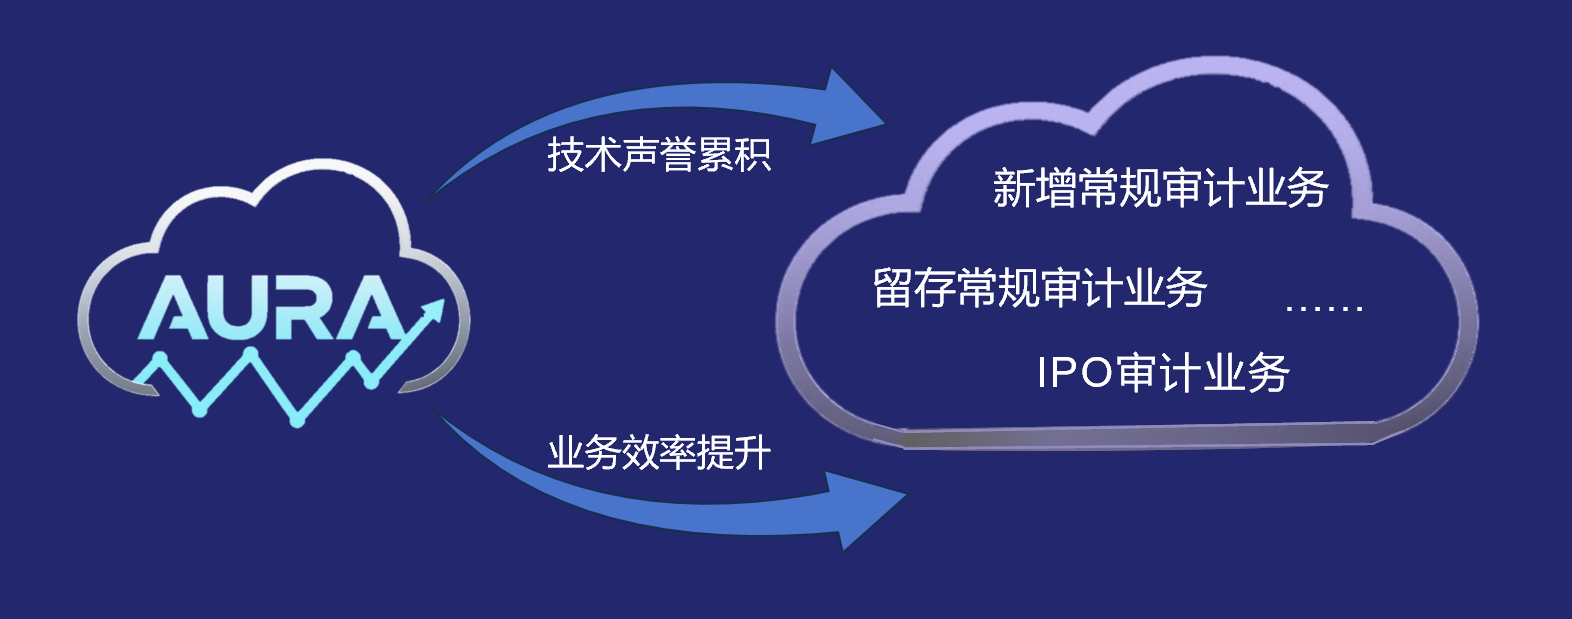 技术声誉累积
新增常规审计业务
AURA
留存常规审计业务
......
IPO审计业务
业务效率提升